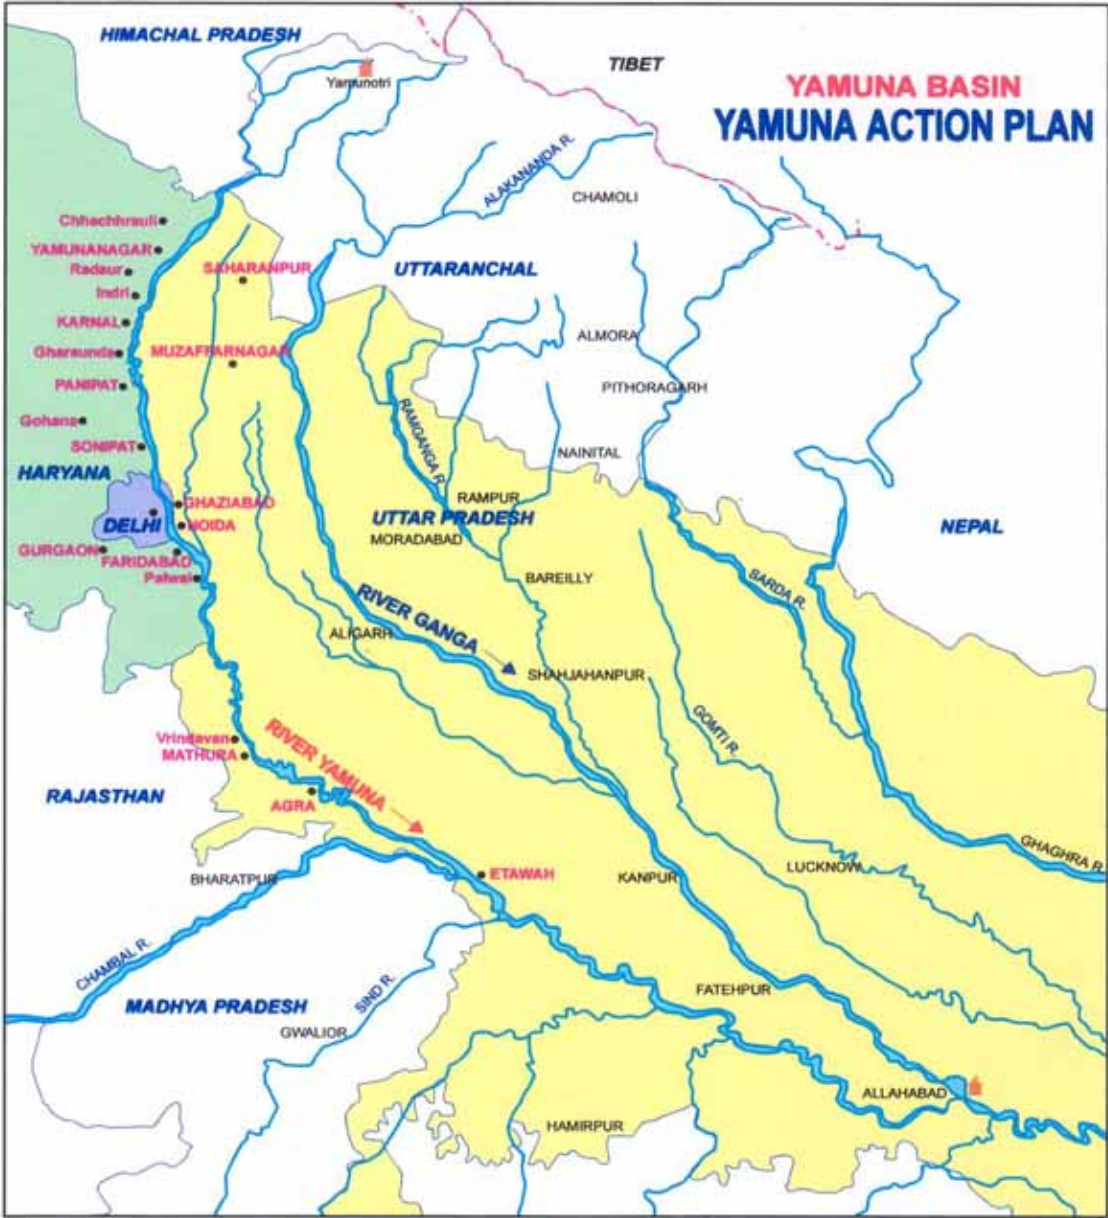 HIMACHAL PRADESH
TIBET
YAMUNA BASIN
YAMUNA ACTION PLAN
Yamunotri
ALAKANANDA R.
CHAMOLI
Chhachhrauli
YAMUNANAGAR
Radaur
SAHARANPUR
UTTARANCHAL
Indri
KARNAL
ALMORA
Gharaunda
MUZAFFARNAGAR
PANIPAT
PITHORAGARH
Gohana
RAMGANGA R.
SONIPAT
NAINITAL
HARYANA
GHAZIABAD
RAMPUR
DELHI
NOIDA
UTTAR PRADESH
NEPAL
MORADABAD
GURGAON
FARIDABAD
Palwal
BAREILLY
SARDA R.
RIVER GANGA
ALIGARH
SHAHJAHANPUR
GOMTI R.
Vrindavan
MATHURA
RIVER YAMUNA
RAJASTHAN
AGRA
GHAGHRA R.
LUCKNOW
BHARATPUR
ETAWAH
KANPUR
CHAMBAL R.
FATEHPUR
MADHYA PRADESH
SIND R.
GWALIOR
ALLAHABAD
HAMIRPUR